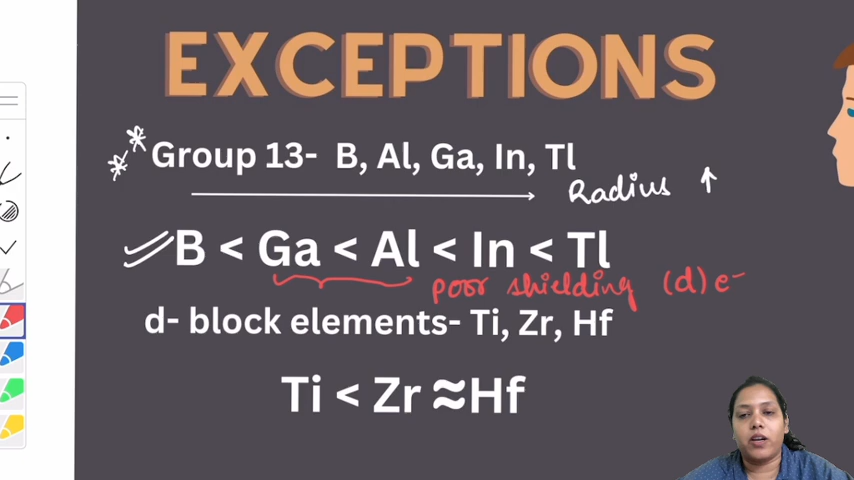 EXCEPTIONS
Group 13- B, Al, Ga, In, Tl
Radius ↑
B < Ga < Al < In < Tl
poor shielding (d) e⁻
d- block elements- Ti, Zr, Hf
Ti < Zr ≈Hf